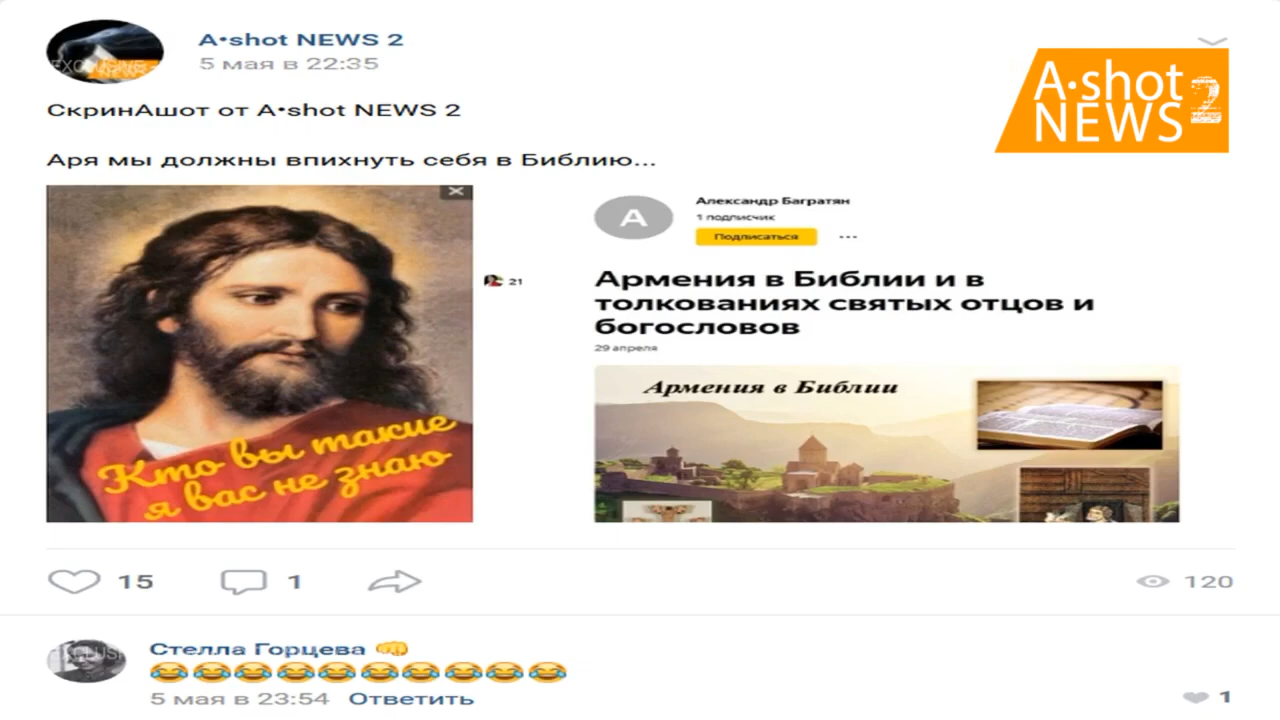 A•shot NEWS 2
5 мая в 22:35
A·shot
NEWS 2
EXCLUSIVE
NEWS
СкринАшот от A•shot NEWS 2
Аря мы должны впихнуть себя в Библию...
Кто вы такие
я вас не знаю
21
А
Александр Багратян
1 подписчик
Подписаться
Армения в Библии и в
толкованиях святых отцов и
богословов
29 апреля
Армения в Библии
15
1
120
Стелла Горцева 👊
😂😂😂😂😂😂😂😂😂😂
5 мая в 23:54 Ответить
1